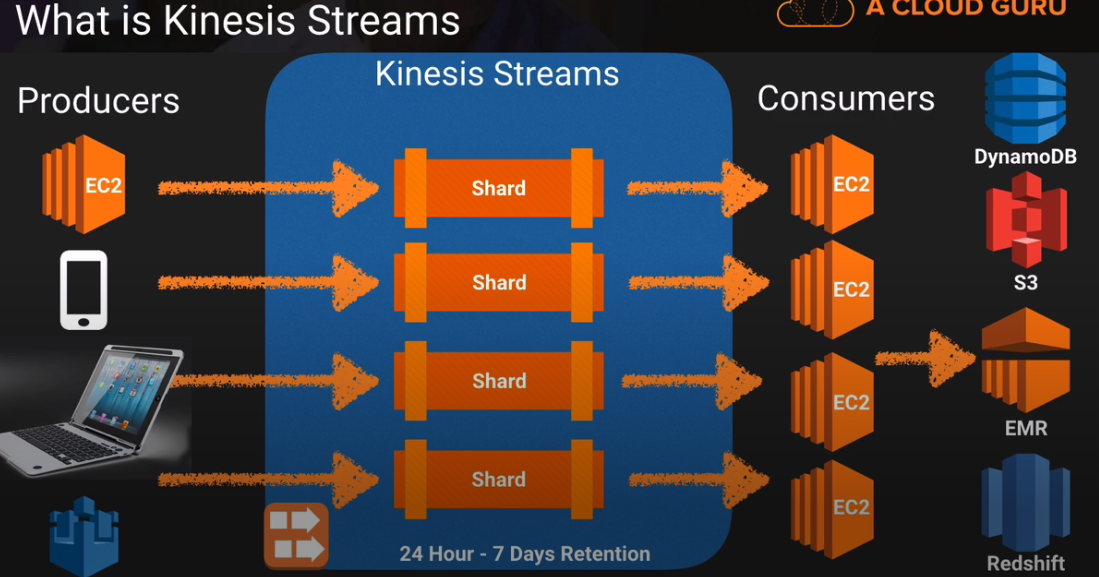 What is Kinesis Streams
A CLOUD GURU
Kinesis Streams
Producers
Consumers
DynamoDB
EC2
Shard
EC2
S3
Shard
EC2
Shard
EC2
EMR
Shard
EC2
24 Hour - 7 Days Retention
Redshift